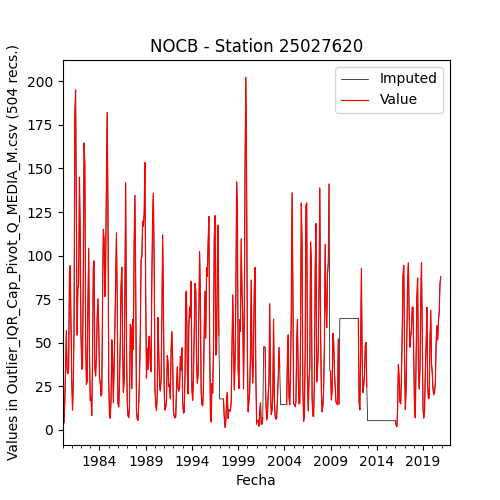 NOCB - Station 25027620
Imputed
Value
Values in Outlier_IQR_Cap_Pivot_Q_MEDIA_M.csv (504 recs.)
200
175
150
125
100
75
50
25
0
1984 1989 1994 1999 2004 2009 2014 2019
Fecha